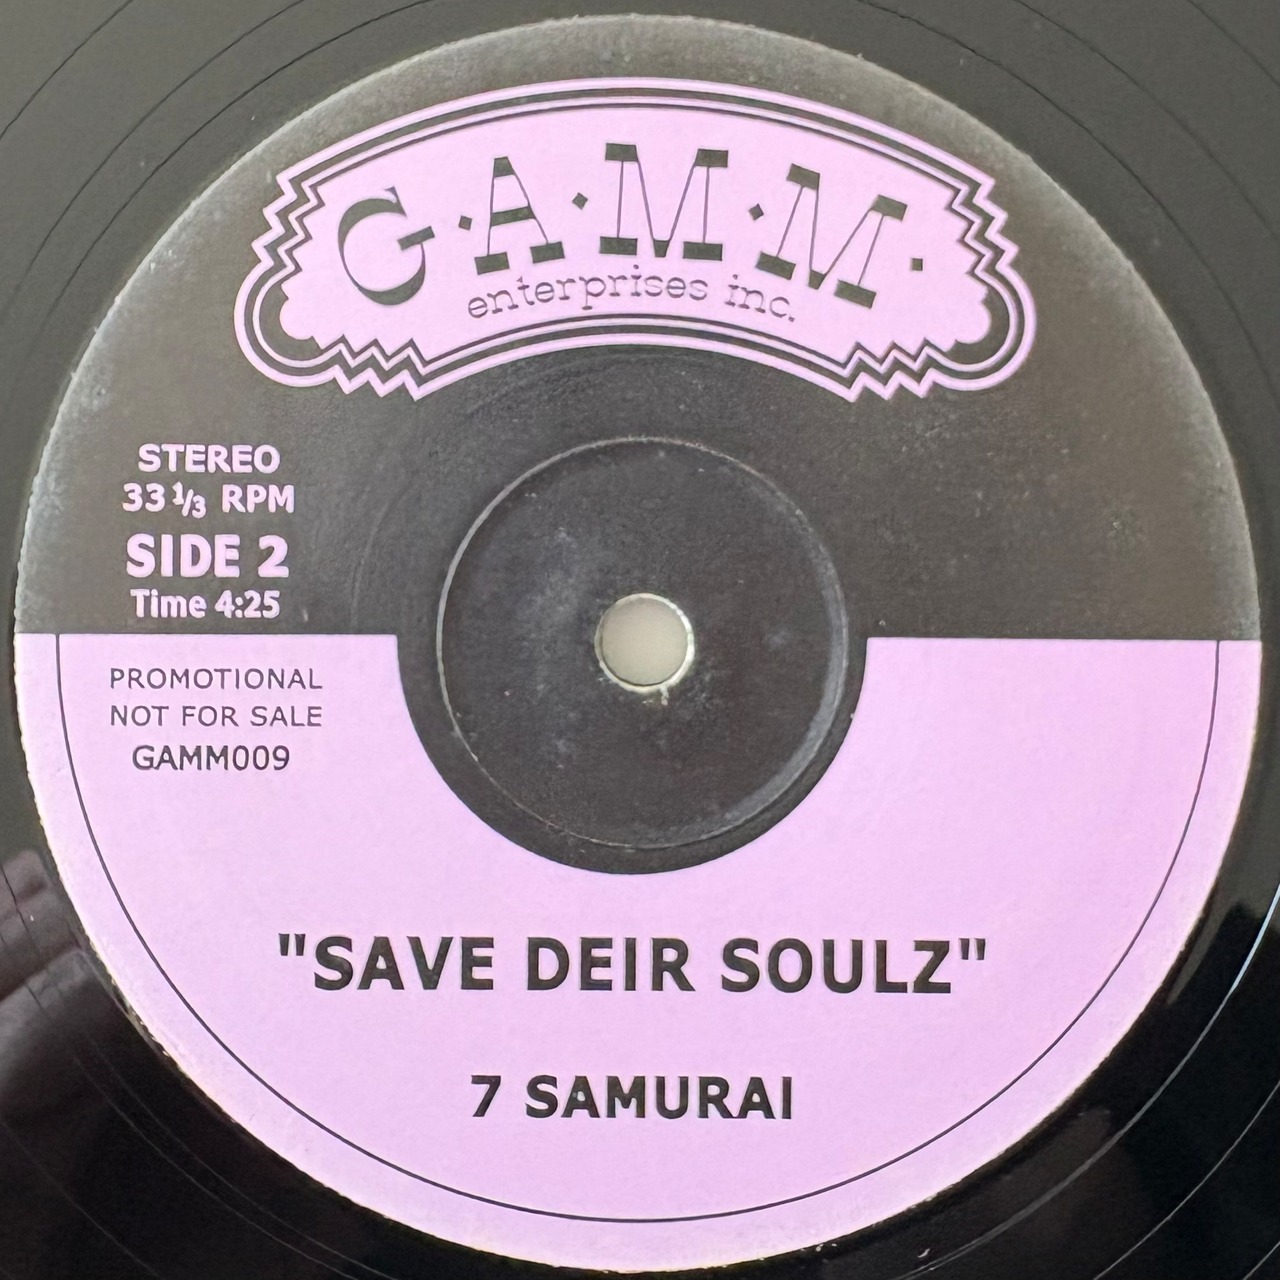 G·A·M·M·
enterprises inc.
STEREO
33 1/3 RPM
SIDE 2
Time 4:25
PROMOTIONAL
NOT FOR SALE
GAMM009
"SAVE DEIR SOULZ"
7 SAMURAI